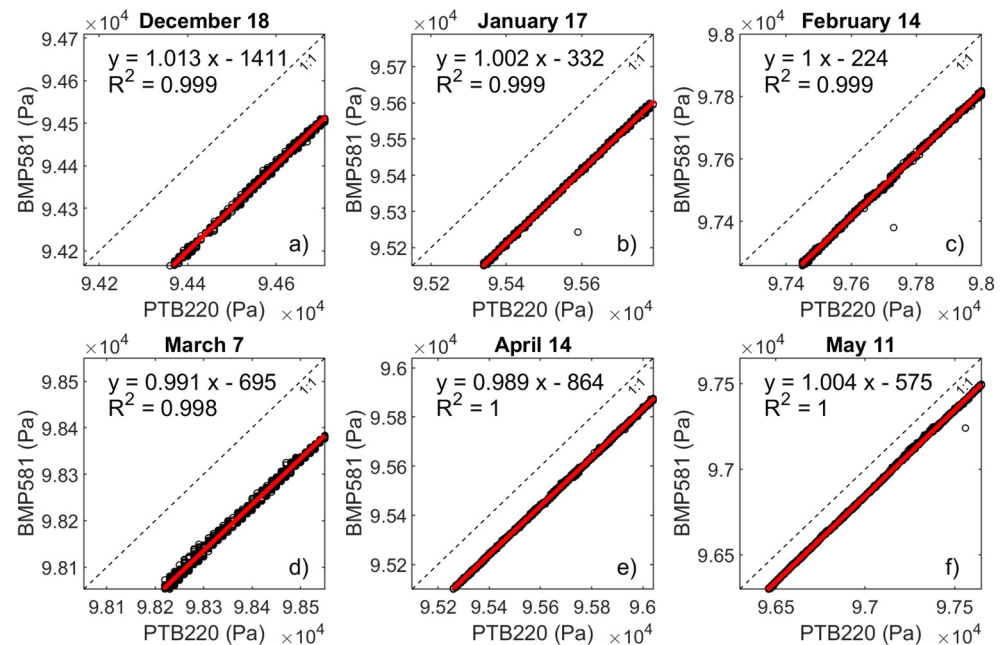 December 18
×10⁴
y = 1.013 x - 1411
R² = 0.999
1:1
9.47
9.46
9.45
9.44
9.43
9.42
BMP581 (Pa)
a)
9.42 9.44 9.46
PTB220 (Pa) ×10⁴
January 17
×10⁴
y = 1.002 x - 332
R² = 0.999
1:1
9.57
9.56
9.55
9.54
9.53
9.52
BMP581 (Pa)
b)
9.52 9.54 9.56
PTB220 (Pa) ×10⁴
February 14
×10⁴
y = 1 x - 224
R² = 0.999
1:1
9.8
9.78
9.76
9.74
BMP581 (Pa)
c)
9.74 9.76 9.78 9.8
PTB220 (Pa) ×10⁴
March 7
×10⁴
y = 0.991 x - 695
R² = 0.998
1:1
9.85
9.84
9.83
9.82
9.81
BMP581 (Pa)
d)
9.81 9.82 9.83 9.84 9.85
PTB220 (Pa) ×10⁴
April 14
×10⁴
y = 0.989 x - 864
R² = 1
1:1
9.6
9.58
9.56
9.54
9.52
BMP581 (Pa)
e)
9.52 9.54 9.56 9.58 9.6
PTB220 (Pa) ×10⁴
May 11
×10⁴
y = 1.004 x - 575
R² = 1
1:1
9.75
9.7
9.65
BMP581 (Pa)
f)
9.65 9.7 9.75
PTB220 (Pa) ×10⁴